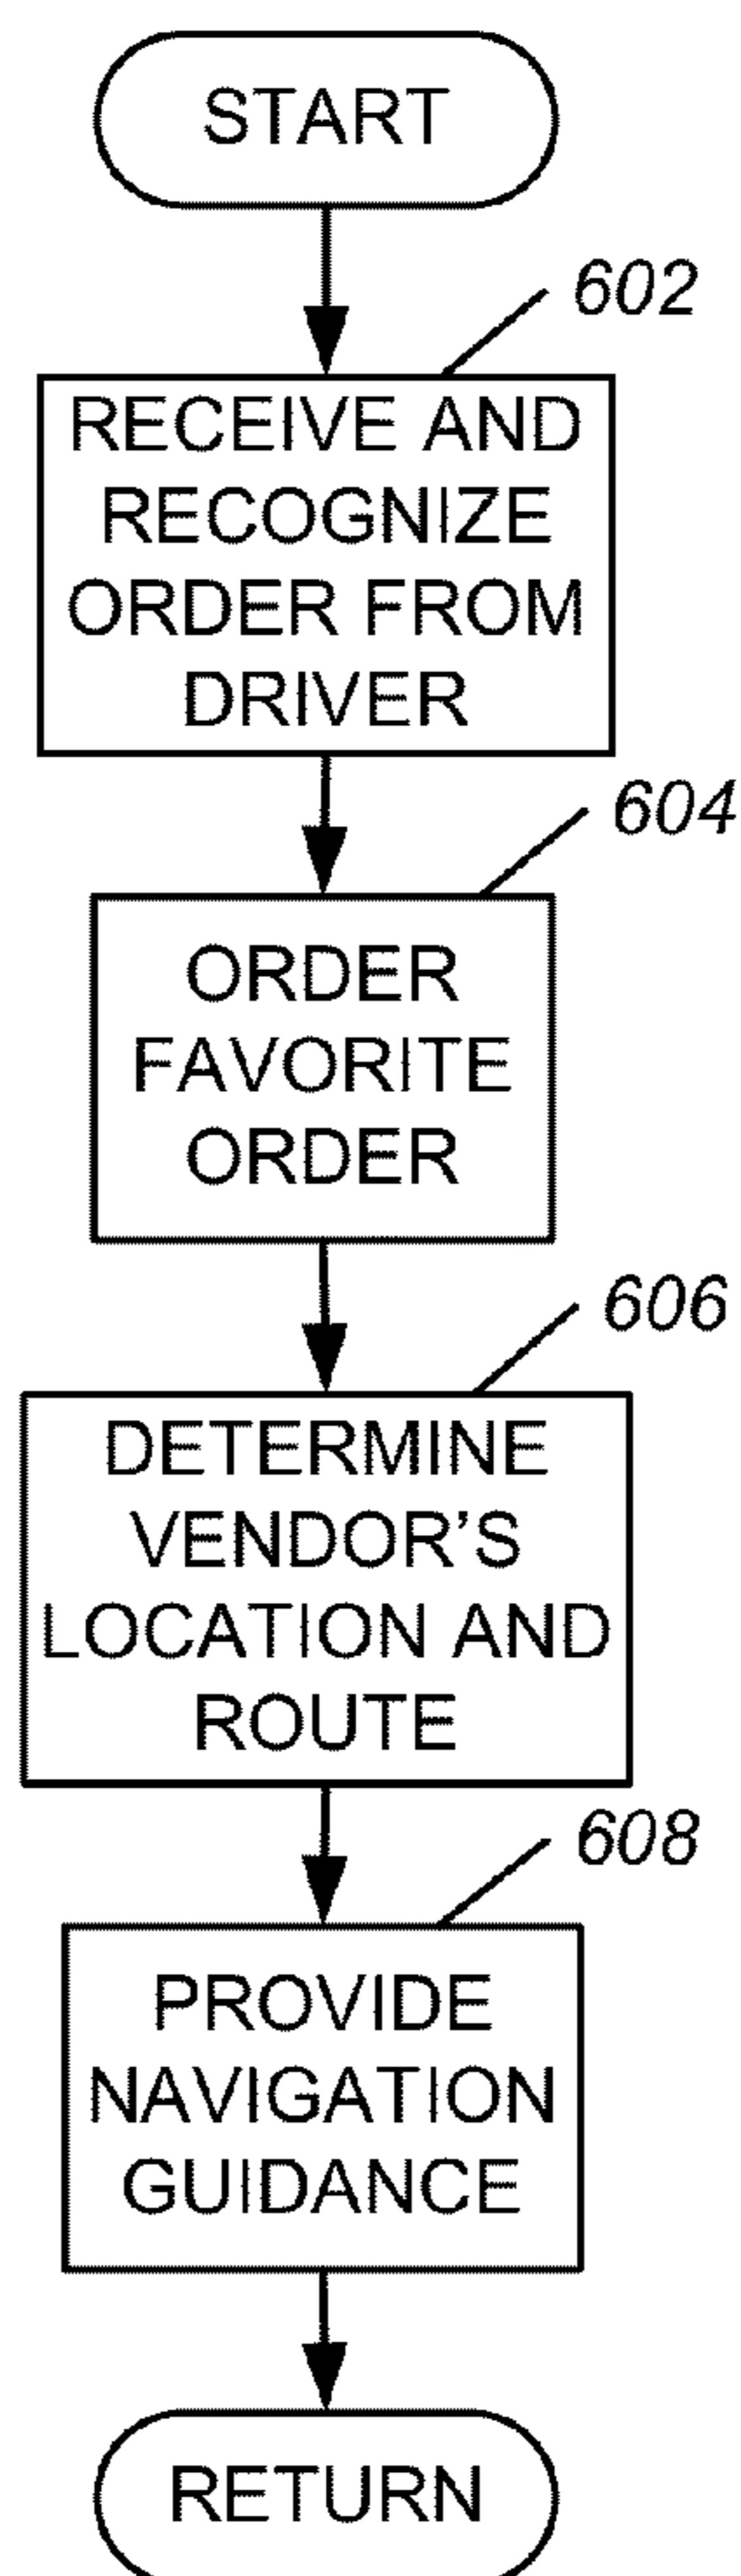 START
602
RECEIVE AND
RECOGNIZE
ORDER FROM
DRIVER
604
ORDER
FAVORITE
ORDER
606
DETERMINE
VENDOR'S
LOCATION AND
ROUTE
608
PROVIDE
NAVIGATION
GUIDANCE
RETURN